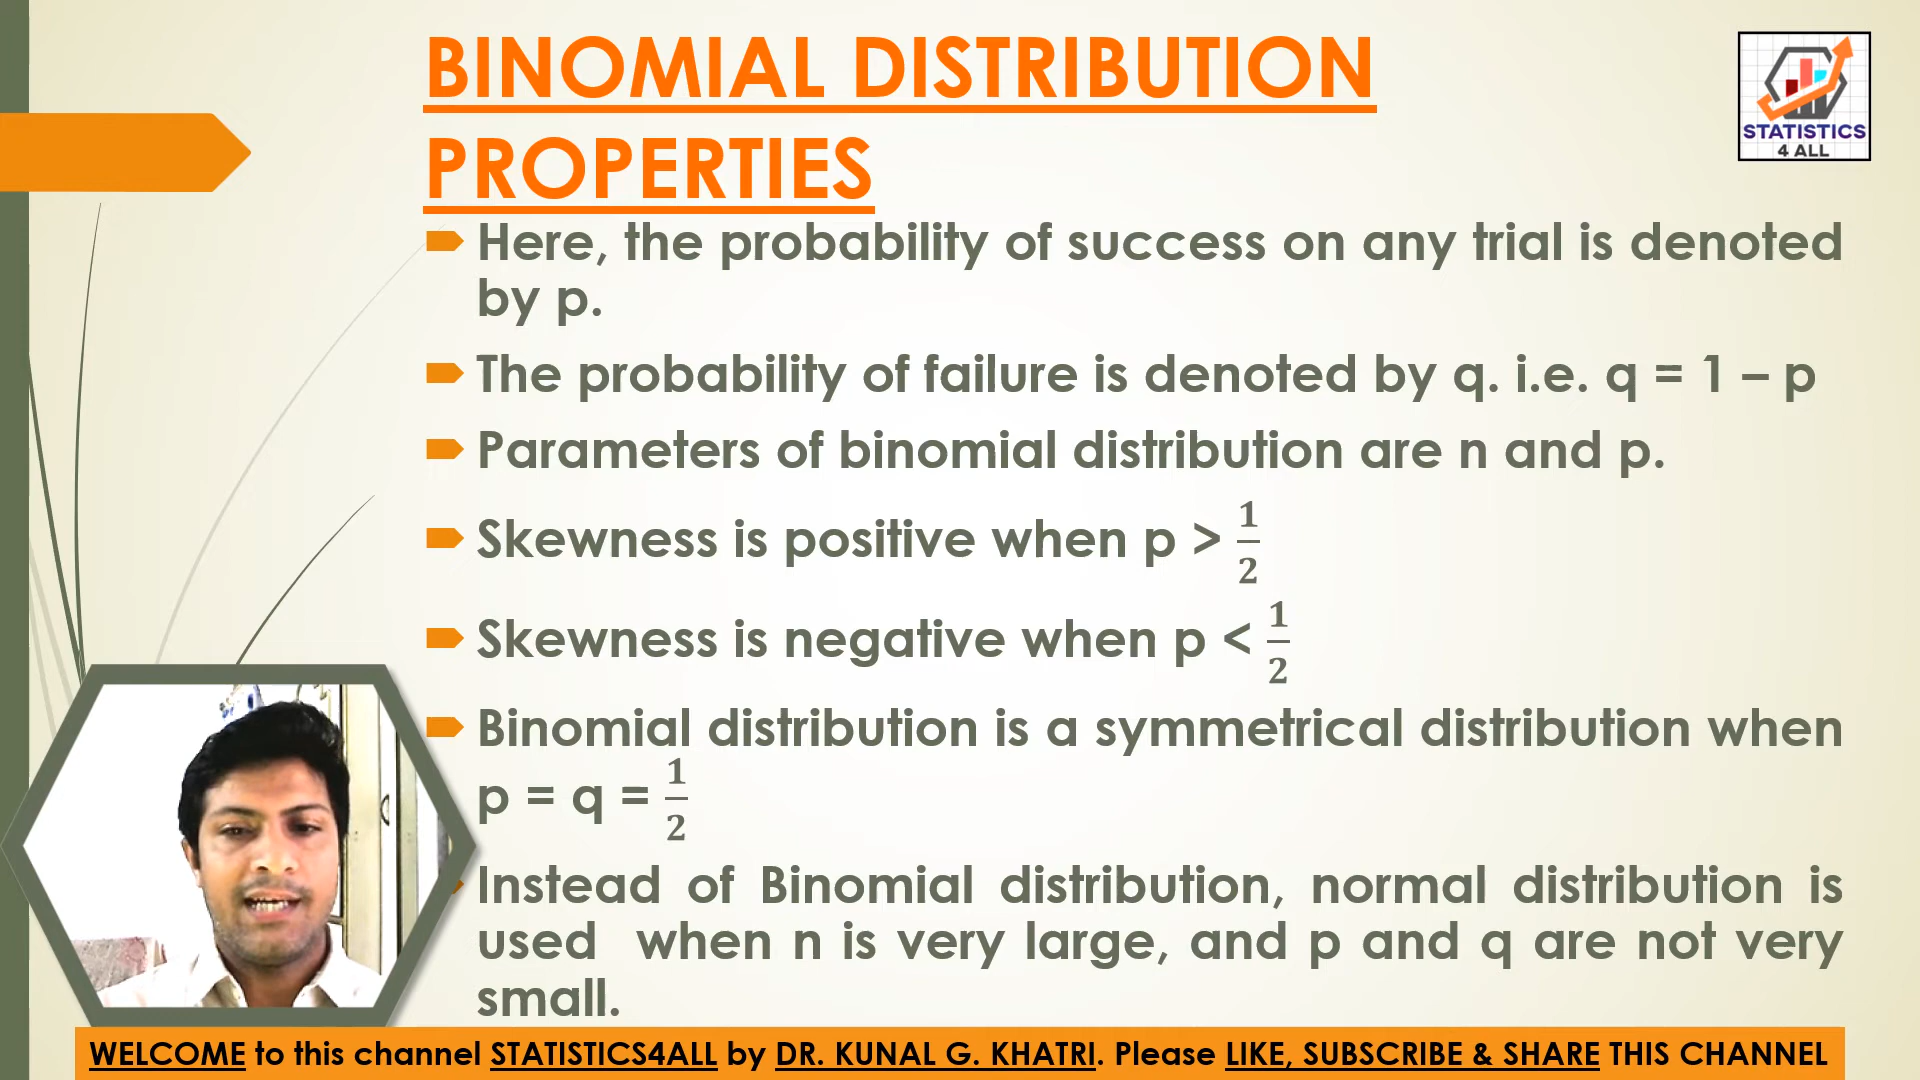 BINOMIAL DISTRIBUTION
PROPERTIES
STATISTICS
4 ALL
Here, the probability of success on any trial is denoted
by p.
The probability of failure is denoted by q. i.e. q = 1 – p
Parameters of binomial distribution are n and p.
Skewness is positive when p > 1/2
Skewness is negative when p < 1/2
Binomial distribution is a symmetrical distribution when
p = q = 1/2
Instead of Binomial distribution, normal distribution is
used when n is very large, and p and q are not very
small.
WELCOME to this channel STATISTICS4ALL by DR. KUNAL G. KHATRI. Please LIKE, SUBSCRIBE & SHARE THIS CHANNEL